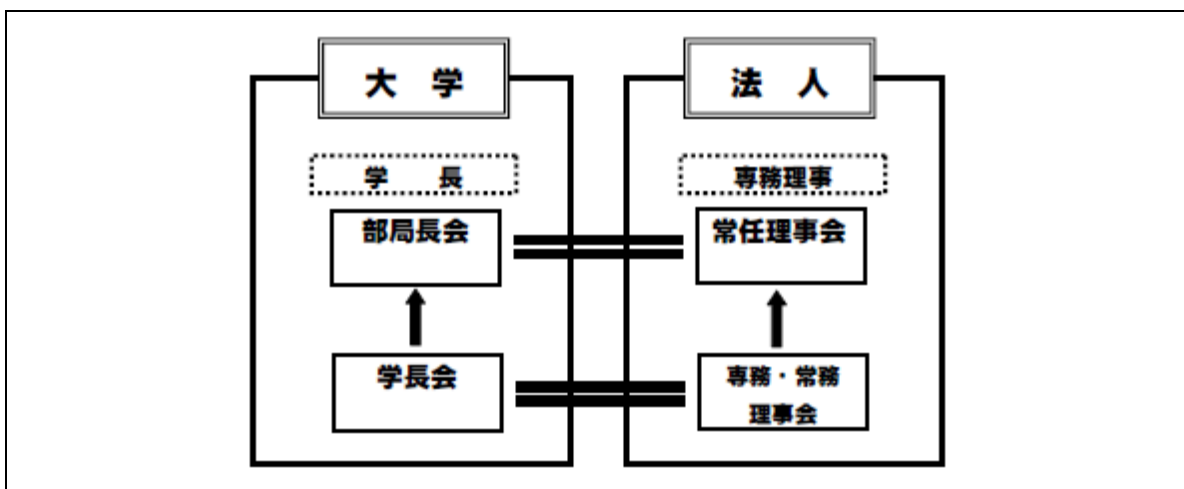 大　学
法　人
学　　長
専務理事
部局長会
常任理事会
学長会
専務・常務
理事会